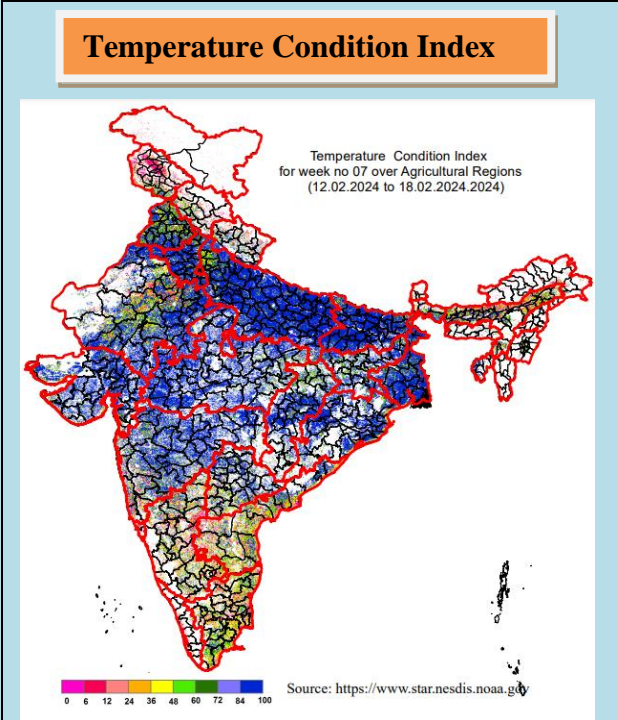 Temperature Condition Index
Temperature Condition Index
for week no 07 over Agricultural Regions
(12.02.2024 to 18.02.2024.2024)
0 6 12 24 36 48 60 72 84 100
Source: https://www.star.nesdis.noaa.gov